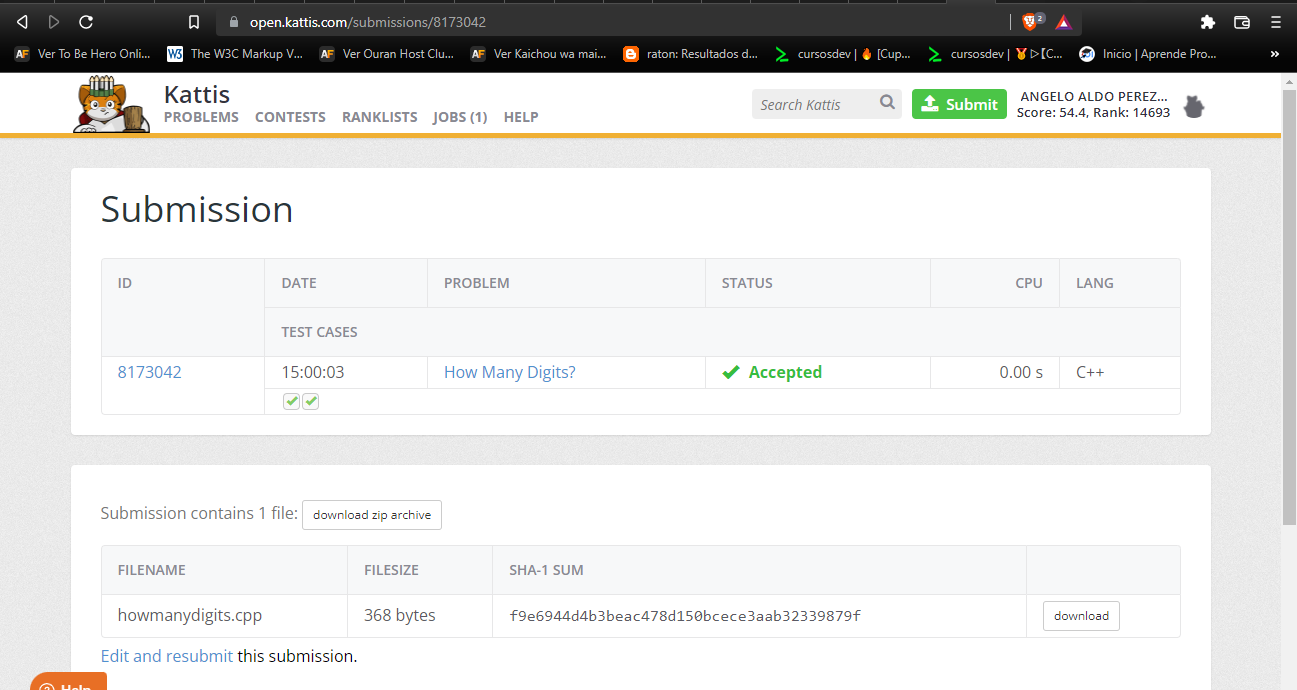 open.kattis.com/submissions/8173042
2
AF Ver To Be Hero Onli...
W3 The W3C Markup V...
AF Ver Ouran Host Clu...
AF Ver Kaichou wa mai...
raton: Resultados d...
cursosdev | 🔥 [Cup...
cursosdev | 🏅▷【C...
Inicio | Aprende Pro...
»
Kattis
PROBLEMS CONTESTS RANKLISTS JOBS (1) HELP
Search Kattis
Submit
ANGELO ALDO PEREZ...
Score: 54.4, Rank: 14693
Submission
ID DATE PROBLEM STATUS CPU LANG
TEST CASES
8173042 15:00:03 How Many Digits? Accepted 0.00 s C++
Submission contains 1 file: download zip archive
FILENAME FILESIZE SHA-1 SUM
howmanydigits.cpp 368 bytes f9e6944d4b3beac478d150bcece3aab32339879f download
Edit and resubmit this submission.
Help